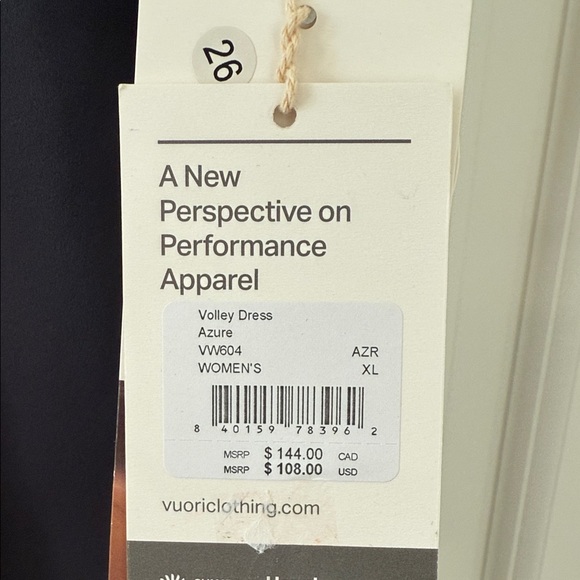 26
A New
Perspective on
Performance
Apparel
Volley Dress
Azure
VW604 AZR
WOMEN'S XL
8 40159 78396 2
MSRP $ 144.00 CAD
MSRP $ 108.00 USD
vuoriclothing.com